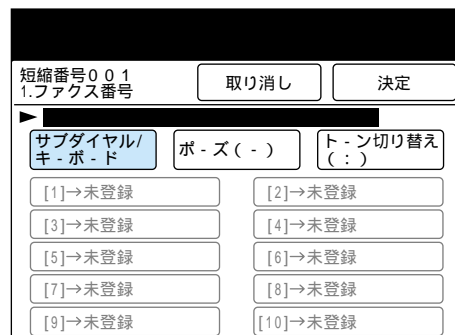 短縮番号００１
1.ファクス番号
取り消し
決定
サブダイヤル/
キ-ボ-ド
ポ-ズ(-)
ト-ン切り替え
(:)
[1]→未登録
[2]→未登録
[3]→未登録
[4]→未登録
[5]→未登録
[6]→未登録
[7]→未登録
[8]→未登録
[9]→未登録
[10]→未登録